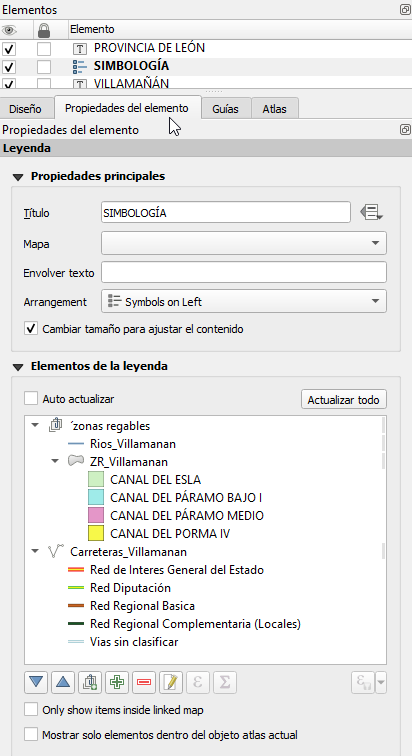 Elementos
Elemento
PROVINCIA DE LEÓN
SIMBOLOGÍA
VILLAMAÑÁN
Diseño Propiedades del elemento Guías Atlas
Propiedades del elemento
Leyenda
Propiedades principales
Título SIMBOLOGÍA
Mapa
Envolver texto
Arrangement Symbols on Left
Cambiar tamaño para ajustar el contenido
Elementos de la leyenda
Auto actualizar Actualizar todo
´zonas regables
Rios_Villamanan
ZR_Villamanan
CANAL DEL ESLA
CANAL DEL PÁRAMO BAJO I
CANAL DEL PÁRAMO MEDIO
CANAL DEL PORMA IV
Carreteras_Villamanan
Red de Interes General del Estado
Red Diputación
Red Regional Basica
Red Regional Complementaria (Locales)
Vias sin clasificar
ε Σ ε
Only show items inside linked map
Mostrar solo elementos dentro del objeto atlas actual